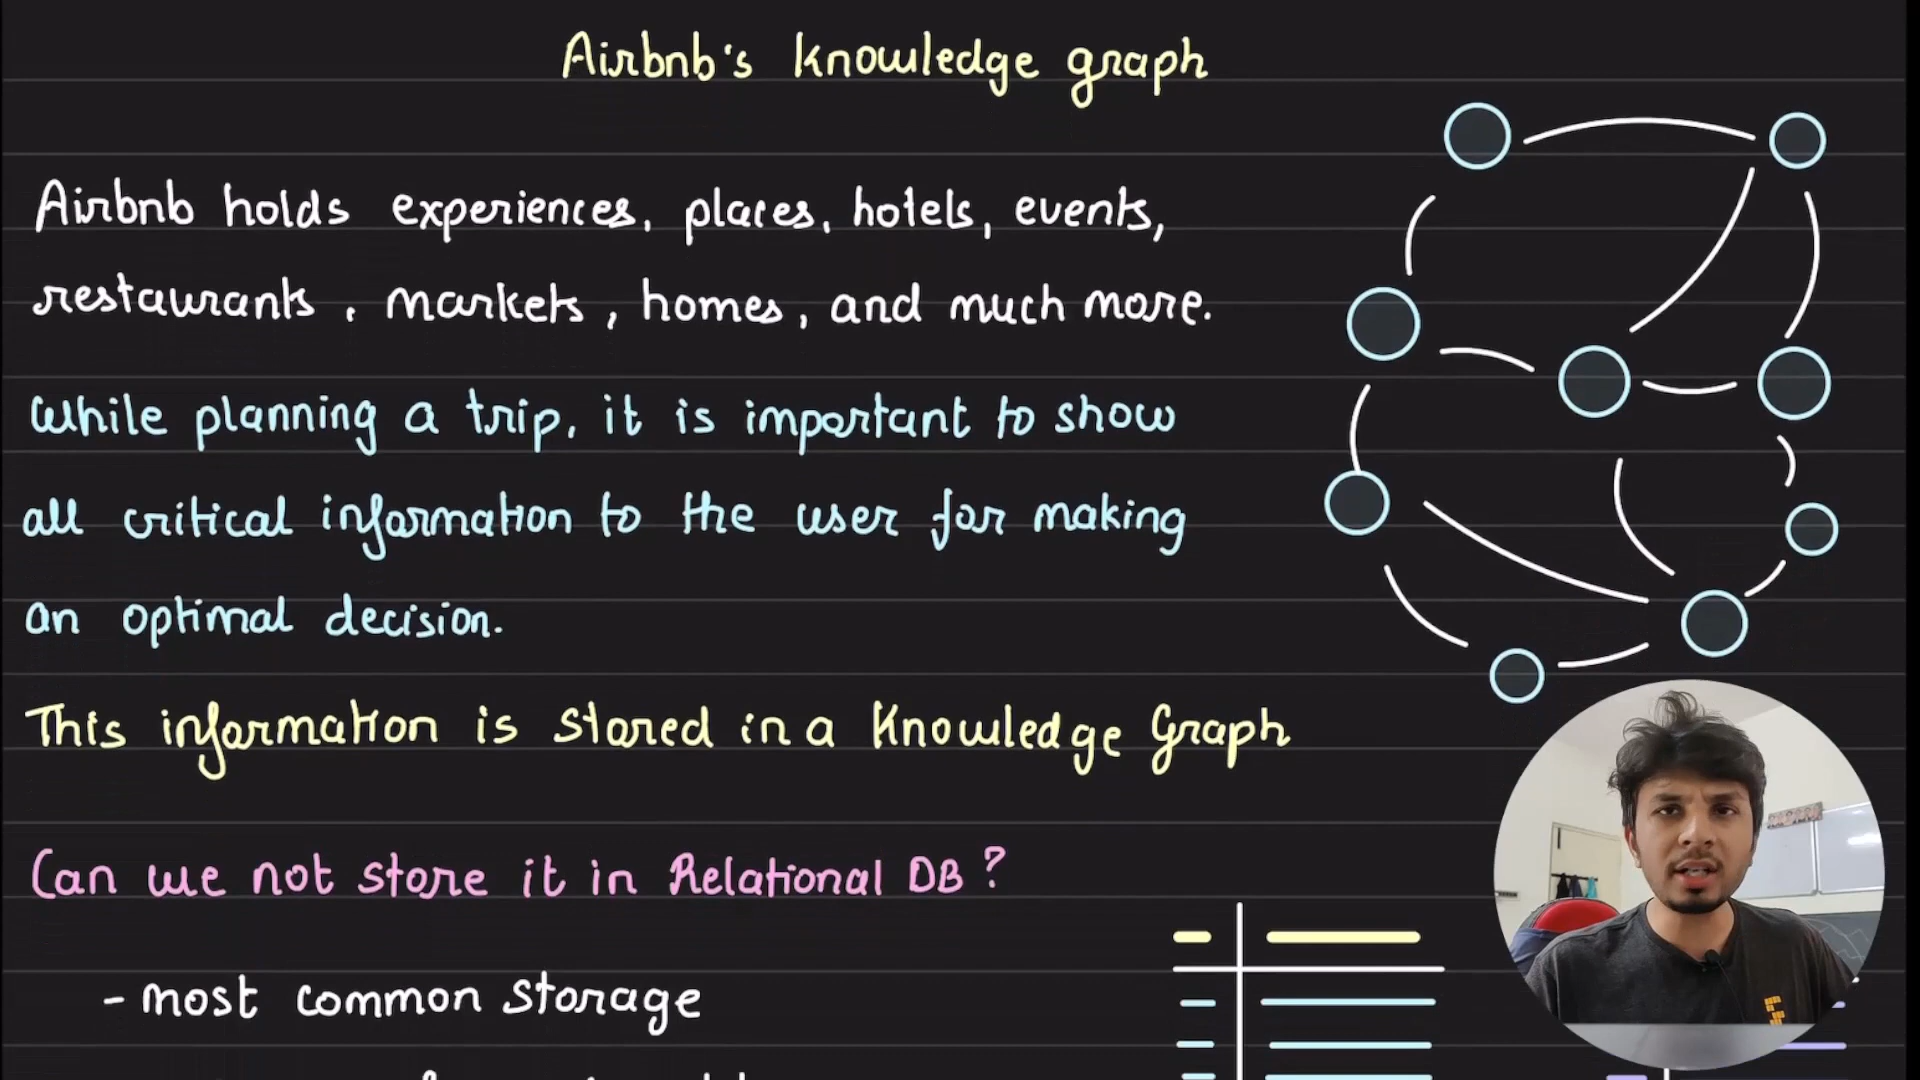 Airbnb's knowledge graph
Airbnb holds experiences, places, hotels, events,
restaurants, markets, homes, and much more.
While planning a trip, it is important to show
all critical information to the user for making
an optimal decision.
This information is stored in a Knowledge Graph
Can we not store it in Relational DB?
- most common storage